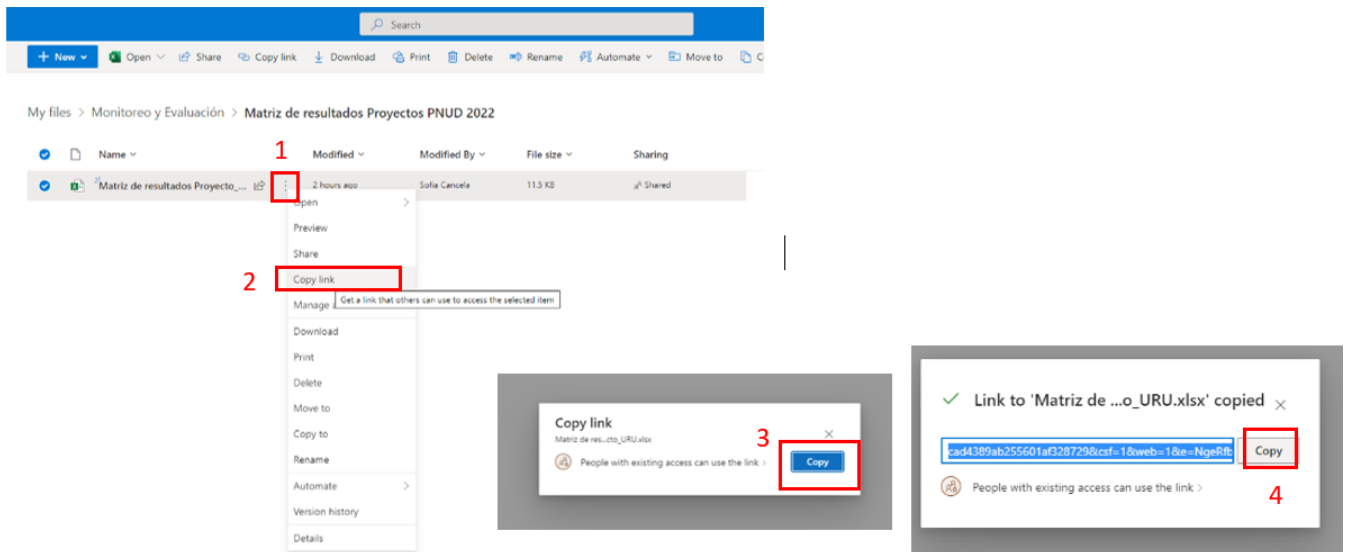 Search
New Open Share Copy link Download Print Delete Rename Automate Move to C
My files > Monitoreo y Evaluación > Matriz de resultados Proyectos PNUD 2022
Name 1 Modified Modified By File size Sharing
Matriz de resultados Proyecto_... 2 hours ago Sofia Cancela 11.5 KB Shared
Open
Preview
Share
2 Copy link
Get a link that others can use to access the selected item
Manage
Download
Print
Delete
Move to
Copy to
Rename
Automate
Version history
Details
Copy link
Matriz de res...cto_URU.xlsx
3
People with existing access can use the link >
Copy
Link to 'Matriz de ...o_URU.xlsx' copied
cad4389ab255601af328729&csf=1&web=1&e=NgeRfb
Copy
People with existing access can use the link >
4